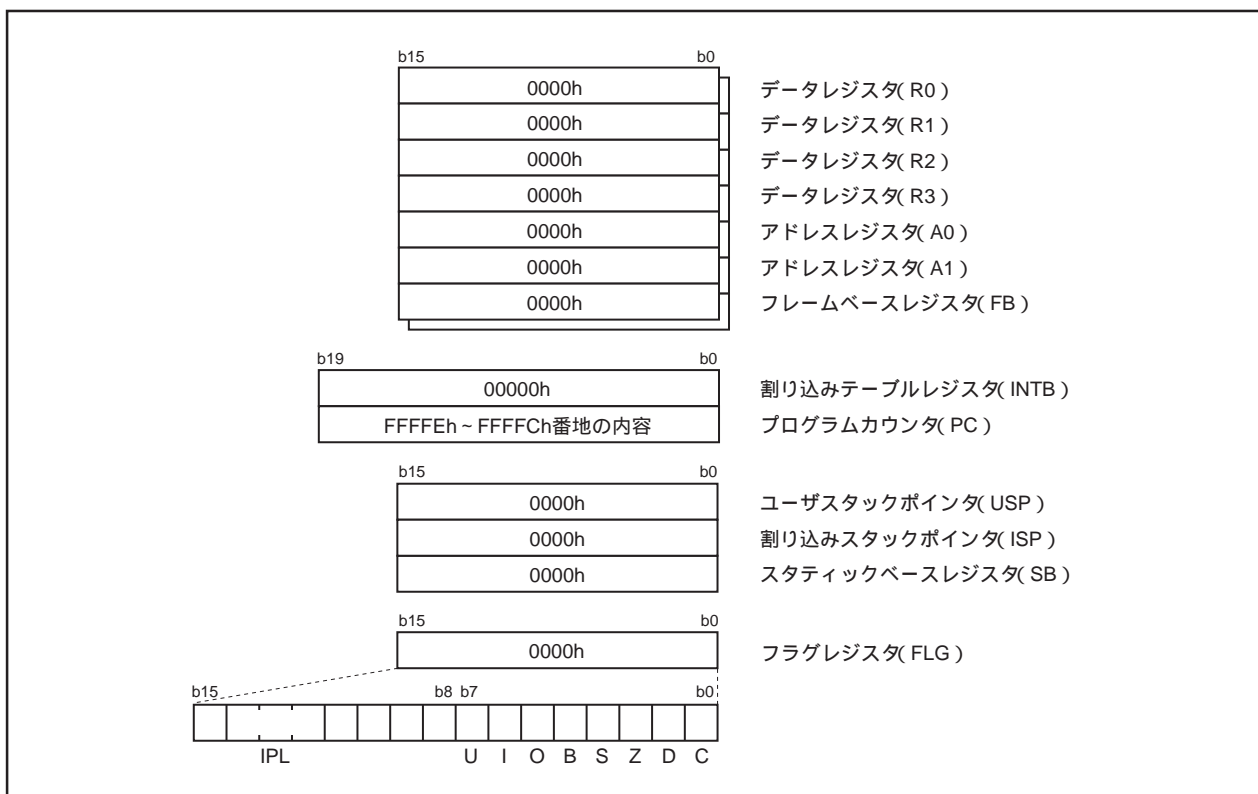 b15 b0
0000h データレジスタ(R0)
0000h データレジスタ(R1)
0000h データレジスタ(R2)
0000h データレジスタ(R3)
0000h アドレスレジスタ(A0)
0000h アドレスレジスタ(A1)
0000h フレームベースレジスタ(FB)
b19 b0
00000h 割り込みテーブルレジスタ(INTB)
FFFFEh~FFFFCh番地の内容 プログラムカウンタ(PC)
b15 b0
0000h ユーザスタックポインタ(USP)
0000h 割り込みスタックポインタ(ISP)
0000h スタティックベースレジスタ(SB)
b15 b0
0000h フラグレジスタ(FLG)
b15 b8 b7 b0
IPL U I O B S Z D C